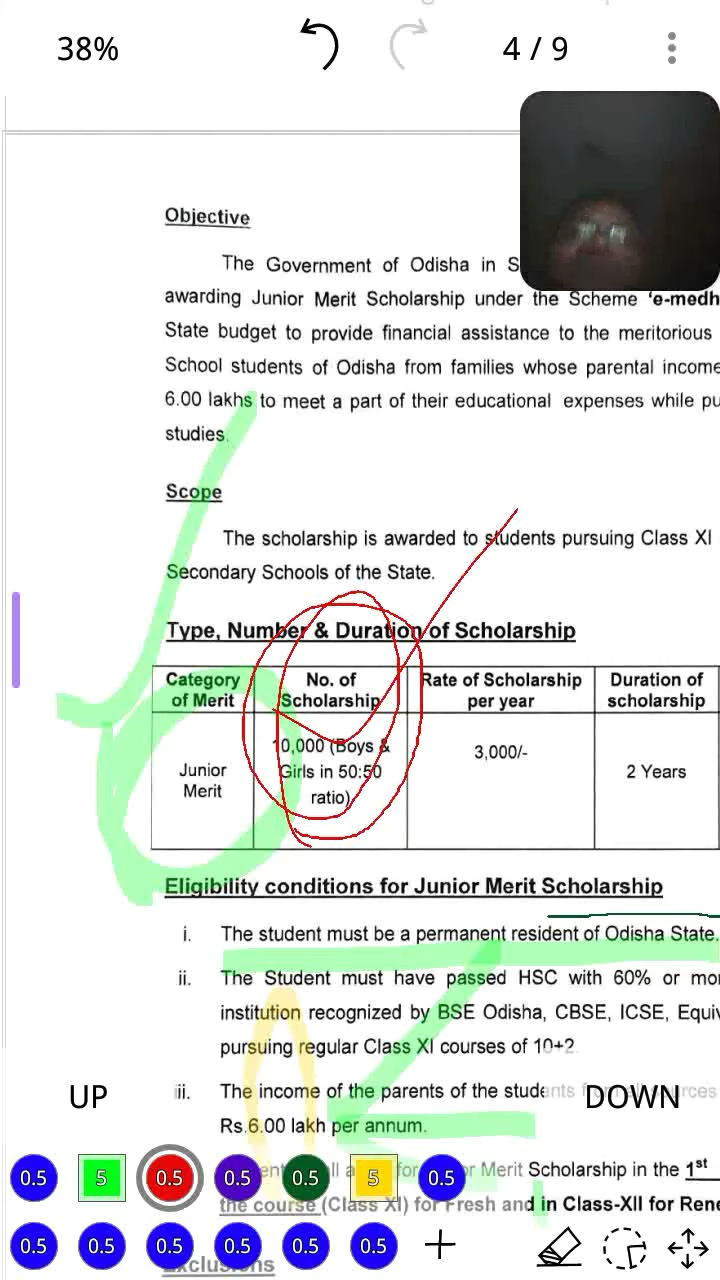 38%
4 / 9
Objective
The Government of Odisha in S
awarding Junior Merit Scholarship under the Scheme 'e-medh
State budget to provide financial assistance to the meritorious
School students of Odisha from families whose parental income
6.00 lakhs to meet a part of their educational expenses while pu
studies.
Scope
The scholarship is awarded to students pursuing Class XI
Secondary Schools of the State.
Type, Number & Duration of Scholarship
Category of Merit
No. of Scholarship
Rate of Scholarship per year
Duration of scholarship
Junior Merit
10,000 (Boys & Girls in 50:50 ratio)
3,000/-
2 Years
Eligibility conditions for Junior Merit Scholarship
i. The student must be a permanent resident of Odisha State.
ii. The Student must have passed HSC with 60% or mor
institution recognized by BSE Odisha, CBSE, ICSE, Equiv
pursuing regular Class XI courses of 10+2
ii. The income of the parents of the students from all sources
UP
DOWN
Rs.6.00 lakh per annum.
0.5 5 0.5 0.5 0.5 5 0.5
for Merit Scholarship in the 1st
the course (Class XI) for Fresh and in Class-XII for Rene
0.5 0.5 0.5 0.5 0.5 0.5 +
Exclusions